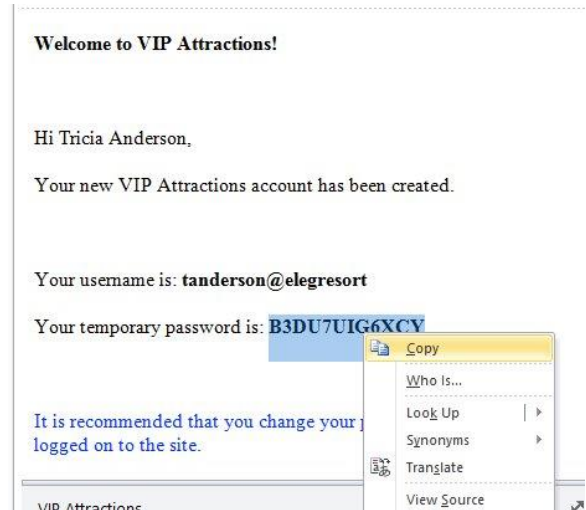 Welcome to VIP Attractions!
Hi Tricia Anderson,
Your new VIP Attractions account has been created.
Your username is: tanderson@elegresort
Your temporary password is: B3DU7UIG6XCY
Copy
Who Is...
Look Up
Synonyms
Translate
View Source
It is recommended that you change your
logged on to the site.
VIP Attractions